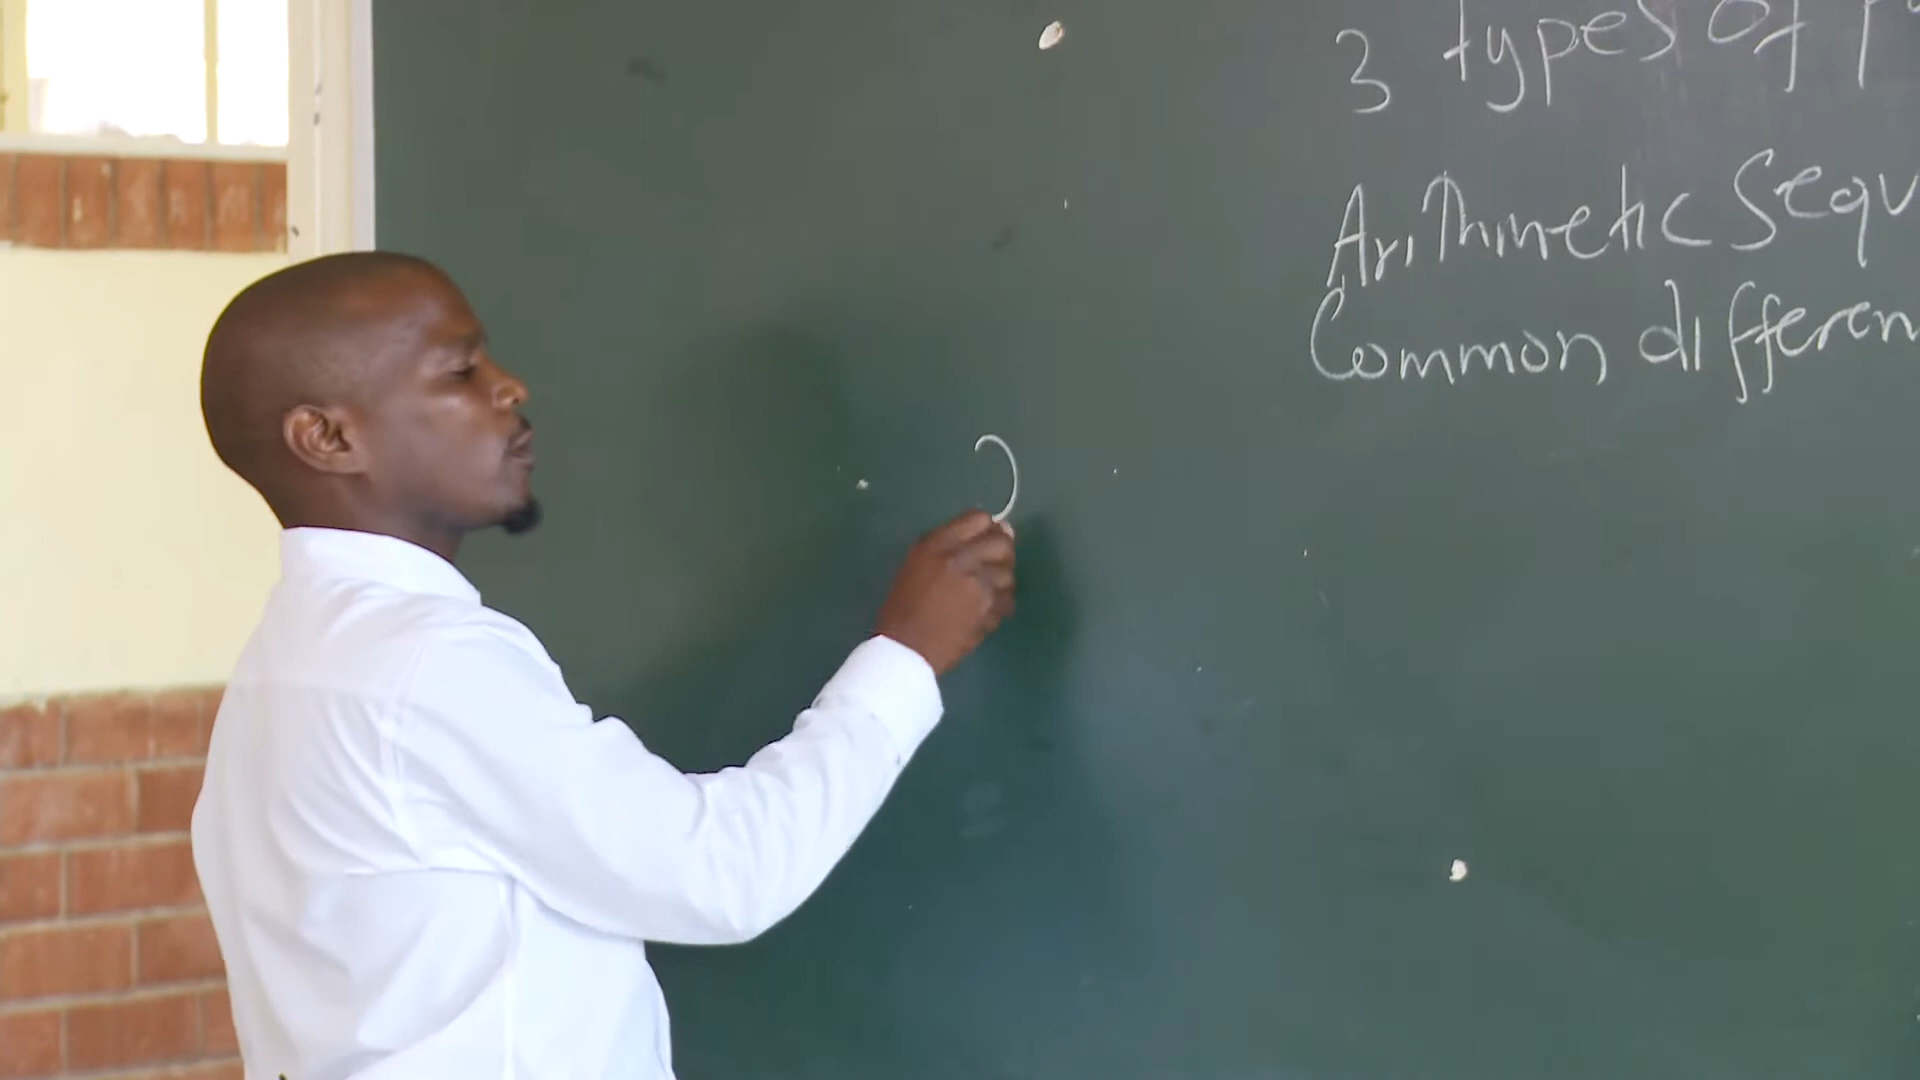 3 types of
Arithmetic Sequ
Common differen